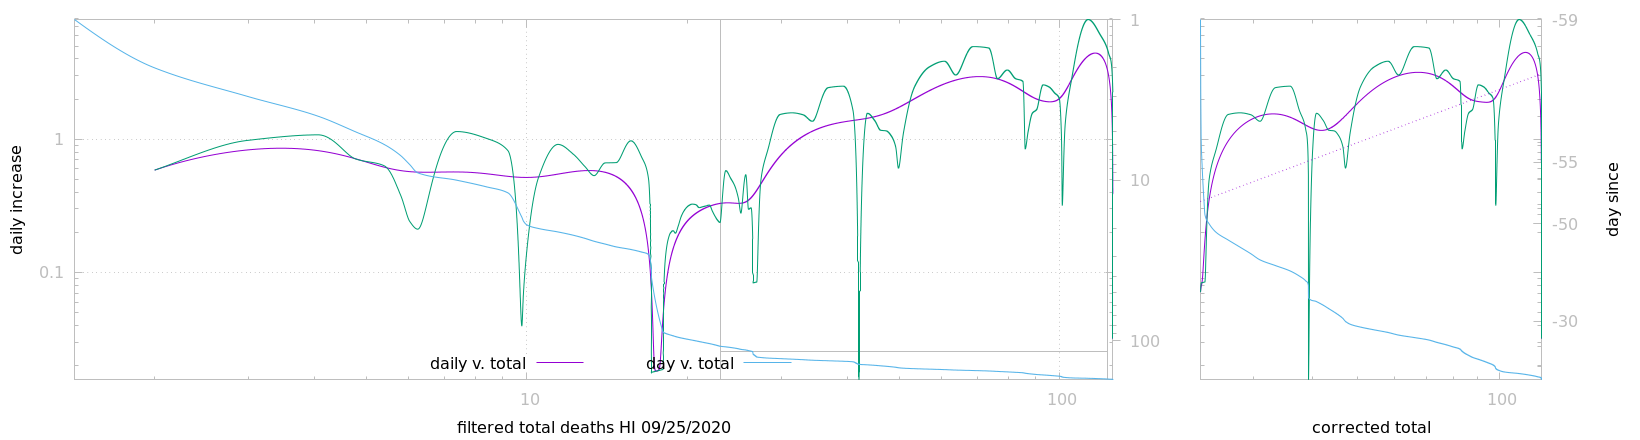 daily increase
1
0.1
10
100
1
10
100
daily v. total
day v. total
filtered total deaths HI 09/25/2020
-59
-55
-50
-30
day since
100
corrected total